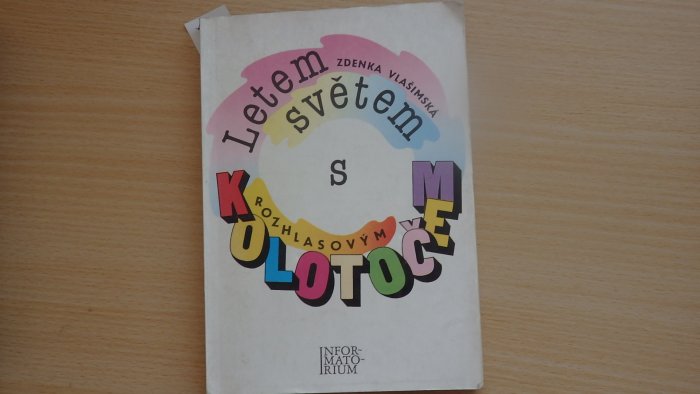 ZDENKA VLAŠIMSKÁ
Letem
světem
s
ROZHLASOVÝM
KOLOTOČEM
INFOR-
MATO-
RIUM